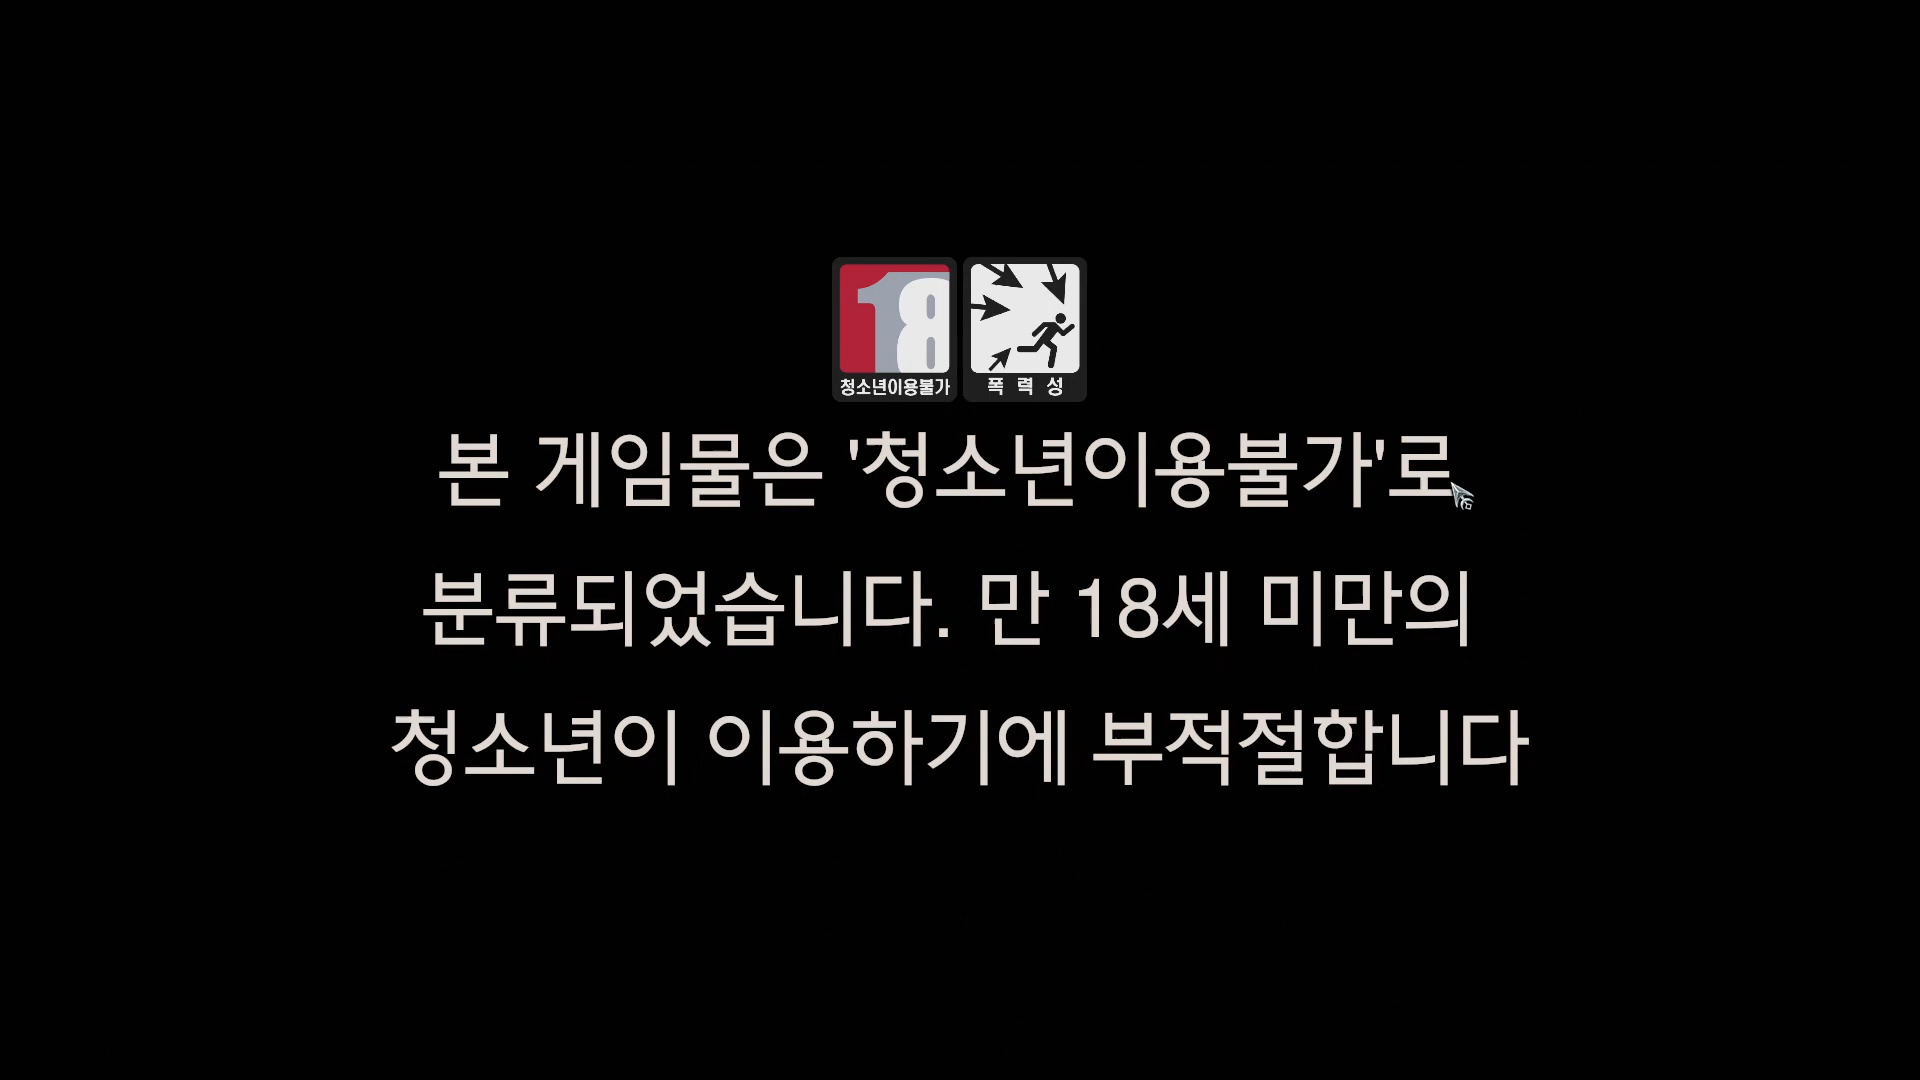 18
청소년이용불가
폭력성
본 게임물은 '청소년이용불가'로
분류되었습니다. 만 18세 미만의
청소년이 이용하기에 부적절합니다